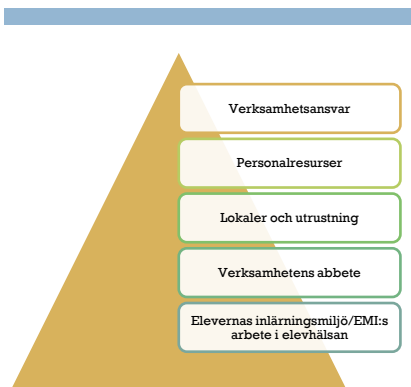 Verksamhetsansvar
Personalresurser
Lokaler och utrustning
Verksamhetens abbete
Elevernas inlärningsmiljö/EMI:s
arbete i elevhälsan